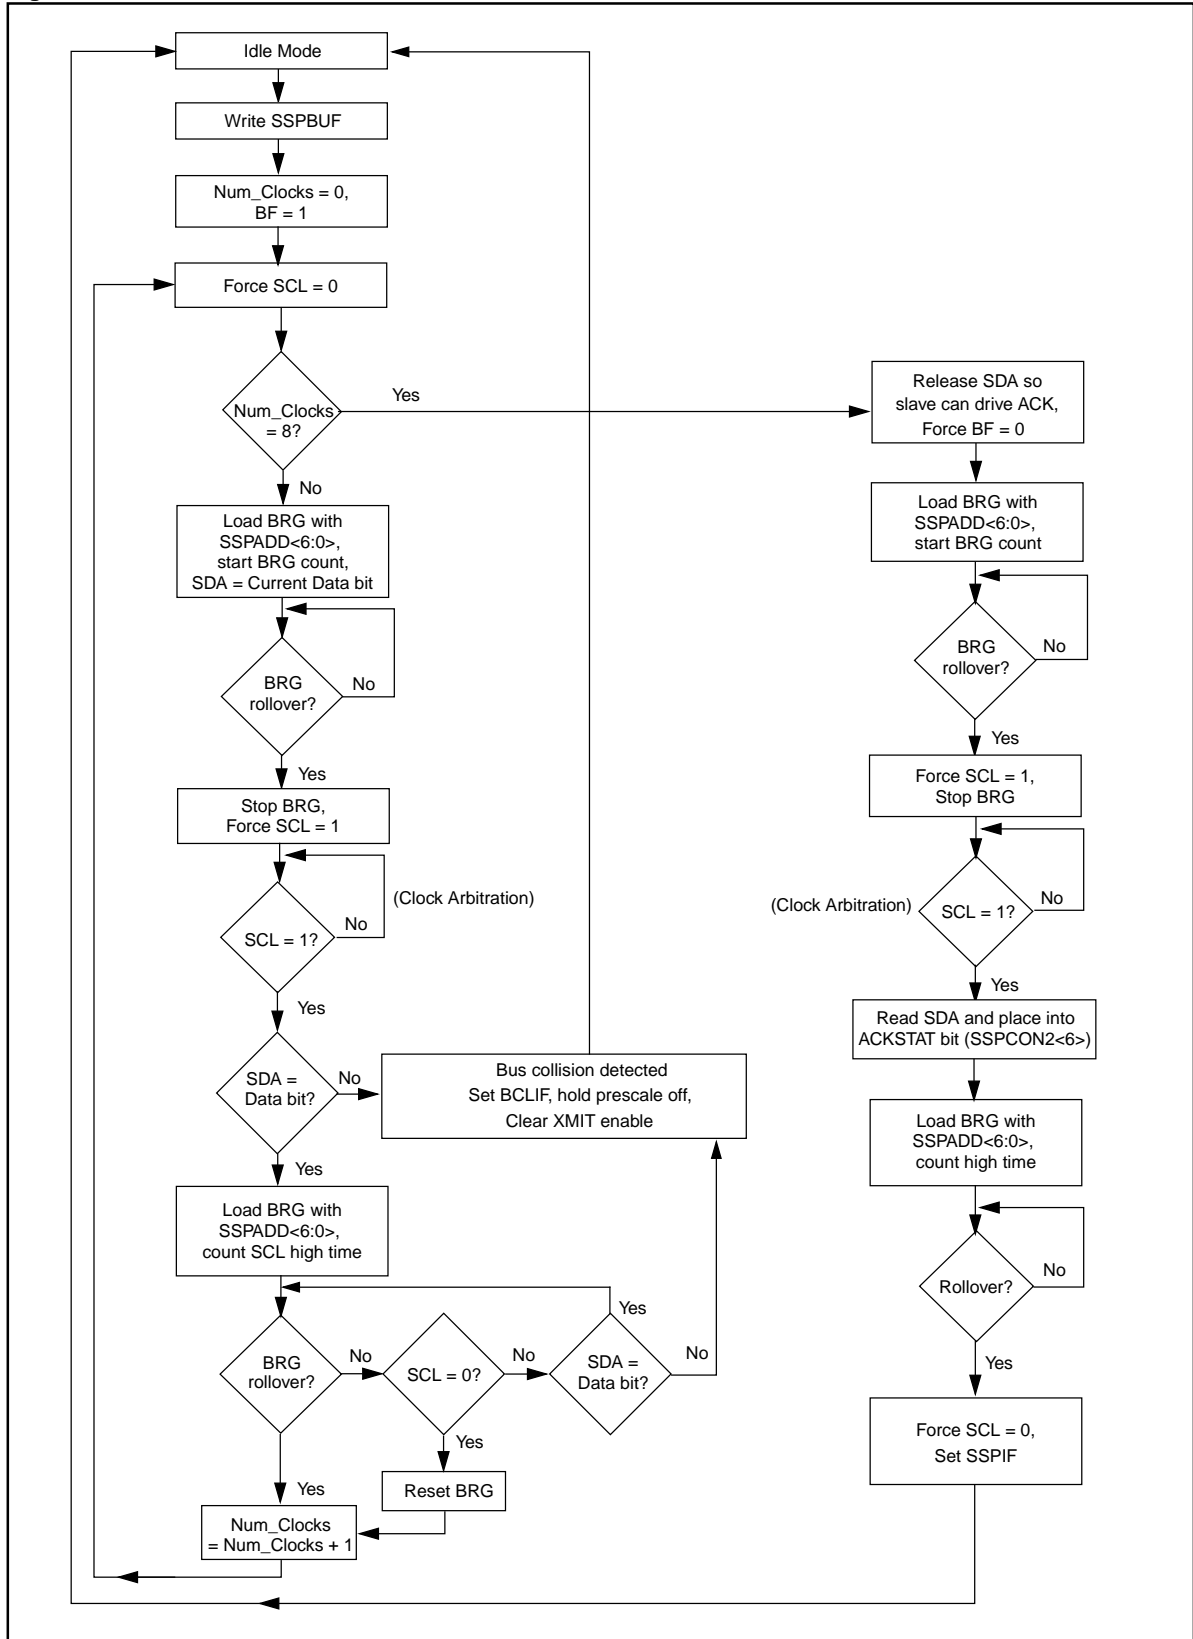 Idle Mode
Write SSPBUF
Num_Clocks = 0,
BF = 1
Force SCL = 0
Num_Clocks
= 8?
Yes
No
Load BRG with
SSPADD<6:0>,
start BRG count,
SDA = Current Data bit
BRG
rollover?
No
Yes
Stop BRG,
Force SCL = 1
(Clock Arbitration)
SCL = 1?
No
Yes
SDA =
Data bit?
No
Yes
Bus collision detected
Set BCLIF, hold prescale off,
Clear XMIT enable
Load BRG with
SSPADD<6:0>,
count SCL high time
BRG
rollover?
No
Yes
SCL = 0?
No
Yes
SDA =
Data bit?
Yes
No
Reset BRG
Num_Clocks
= Num_Clocks + 1
Release SDA so
slave can drive ACK,
Force BF = 0
Load BRG with
SSPADD<6:0>,
start BRG count
BRG
rollover?
No
Yes
Force SCL = 1,
Stop BRG
(Clock Arbitration)
SCL = 1?
No
Yes
Read SDA and place into
ACKSTAT bit (SSPCON2<6>)
Load BRG with
SSPADD<6:0>,
count high time
Rollover?
No
Yes
Force SCL = 0,
Set SSPIF